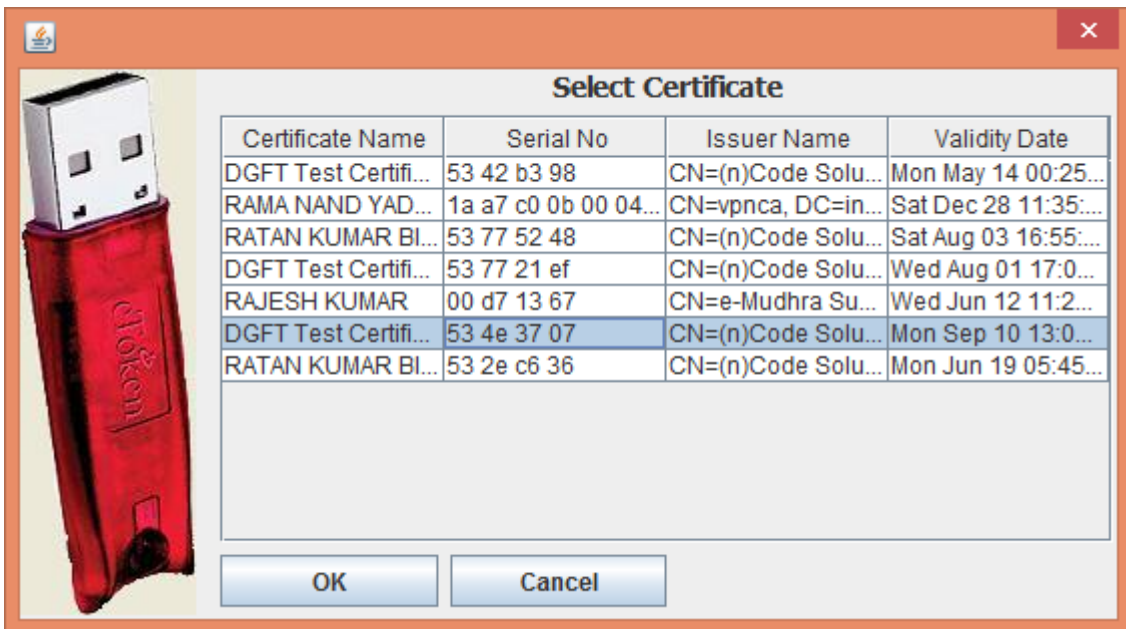 Select Certificate
Certificate Name Serial No Issuer Name Validity Date
DGFT Test Certifi... 53 42 b3 98 CN=(n)Code Solu... Mon May 14 00:25...
RAMA NAND YAD... 1a a7 c0 0b 00 04... CN=vpnca, DC=in... Sat Dec 28 11:35:...
RATAN KUMAR BI... 53 77 52 48 CN=(n)Code Solu... Sat Aug 03 16:55:...
DGFT Test Certifi... 53 77 21 ef CN=(n)Code Solu... Wed Aug 01 17:0...
RAJESH KUMAR 00 d7 13 67 CN=e-Mudhra Su... Wed Jun 12 11:2...
DGFT Test Certifi... 53 4e 37 07 CN=(n)Code Solu... Mon Sep 10 13:0...
RATAN KUMAR BI... 53 2e c6 36 CN=(n)Code Solu... Mon Jun 19 05:45...
eToken
OK Cancel